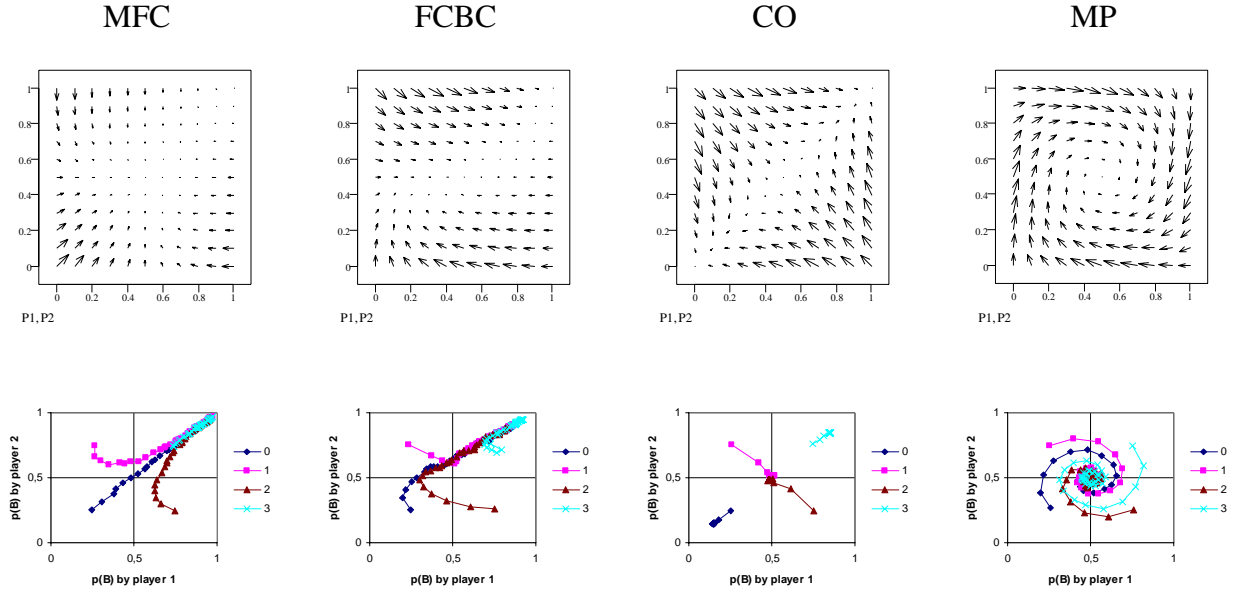 MFC FCBC CO MP
1 1 1 1
0.8 0.8 0.8 0.8
0.6 0.6 0.6 0.6
0.4 0.4 0.4 0.4
0.2 0.2 0.2 0.2
0 0 0 0
0 0.2 0.4 0.6 0.8 1 0 0.2 0.4 0.6 0.8 1 0 0.2 0.4 0.6 0.8 1 0 0.2 0.4 0.6 0.8 1
P1, P2 P1, P2 P1, P2 P1, P2
p(B) by player 2
1
0,5
0
0 0,5 1
p(B) by player 1
0
1
2
3
p(B) by player 2
1
0,5
0
0 0,5 1
p(B) by player 1
0
1
2
3
p(B) by player 2
1
0,5
0
0 0,5 1
p(B) by player 1
0
1
2
3
p(B) by player 2
1
0,5
0
0 0,5 1
p(B) by player 1
0
1
2
3